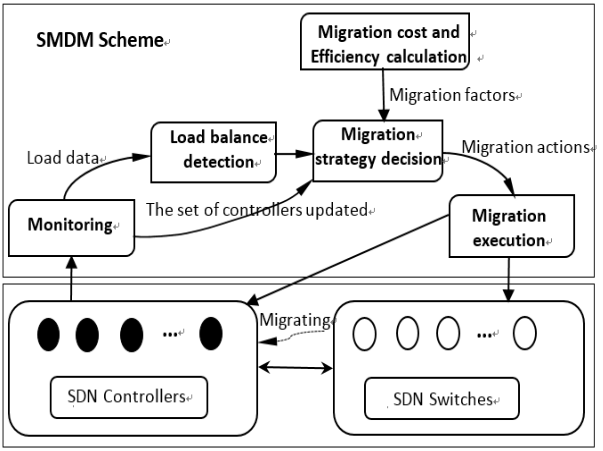 SMDM Scheme
Migration cost and
Efficiency calculation
Migration factors
Load balance
detection
Migration
strategy decision
Load data
Migration actions
The set of controllers updated
Monitoring
Migration
execution
Migrating
...
...
SDN Controllers
SDN Switches